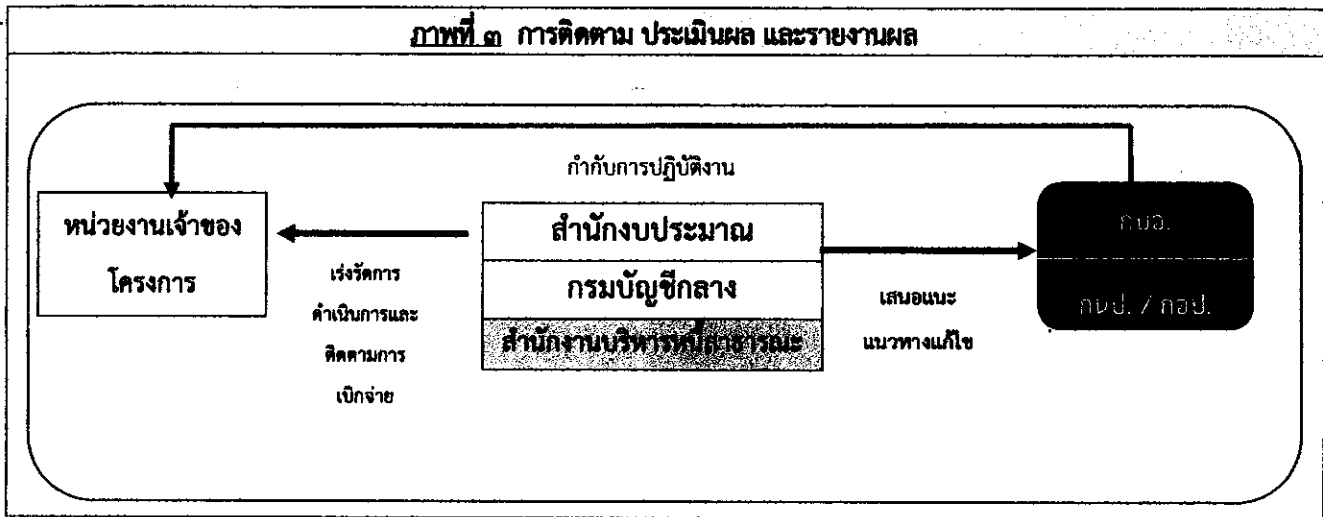 ภาพที่ ๓ การติดตาม ประเมินผล และรายงานผล
กำกับการปฏิบัติงาน
หน่วยงานเจ้าของ
โครงการ
เร่งรัดการ
ดำเนินการและ
ติดตามการ
เบิกจ่าย
สำนักงบประมาณ
กรมบัญชีกลาง
สำนักงานบริหารหนี้สาธารณะ
เสนอแนะ
แนวทางแก้ไข
/ กอป.